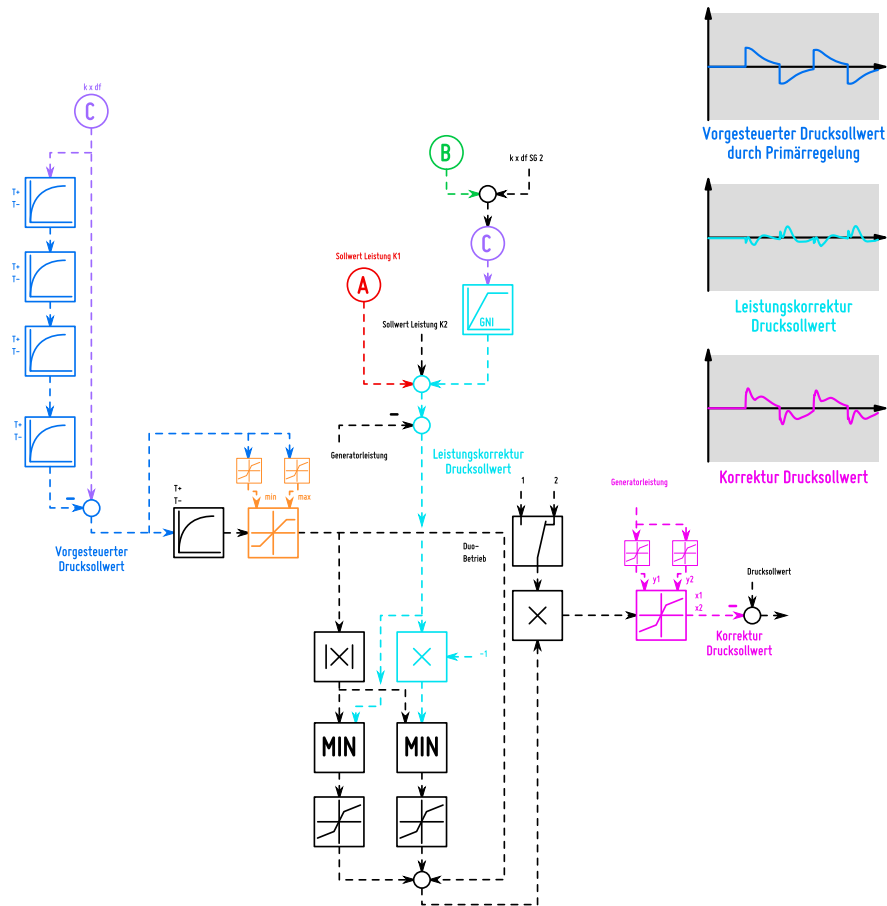 k x df
C
T+
T-
T+
T-
T+
T-
T+
T-
-
Vorgesteuerter
Drucksollwert
T+
T-
min
max
B
k x df SG 2
C
GNI
Sollwert Leistung K1
A
Sollwert Leistung K2
-
Generatorleistung
Leistungskorrektur
Drucksollwert
Duo-
Betrieb
1
2
-1
|X|
X
MIN
MIN
X
Generatorleistung
y1
y2
x1
x2
-
Drucksollwert
Korrektur
Drucksollwert
Vorgesteuerter Drucksollwert
durch Primärregelung
Leistungskorrektur
Drucksollwert
Korrektur Drucksollwert